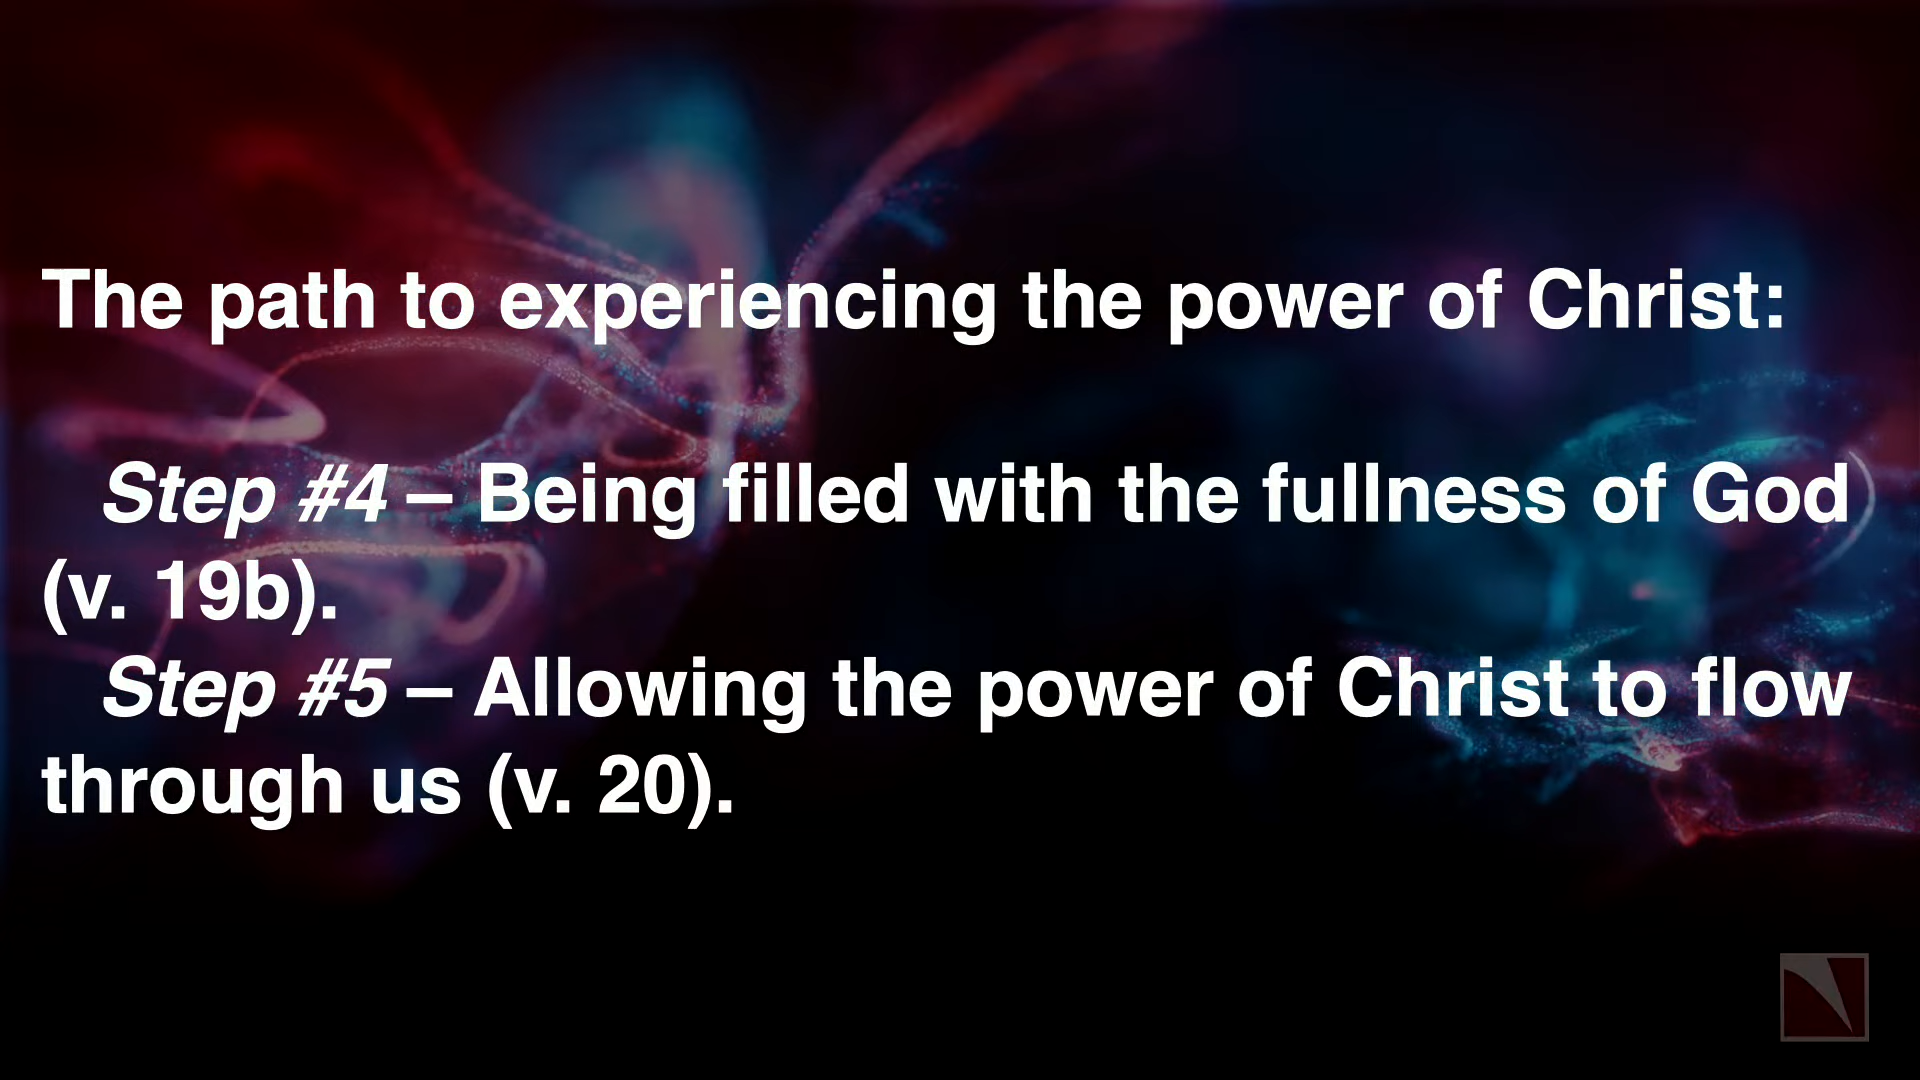 The path to experiencing the power of Christ:
Step #4 – Being filled with the fullness of God
(v. 19b).
Step #5 – Allowing the power of Christ to flow
through us (v. 20).